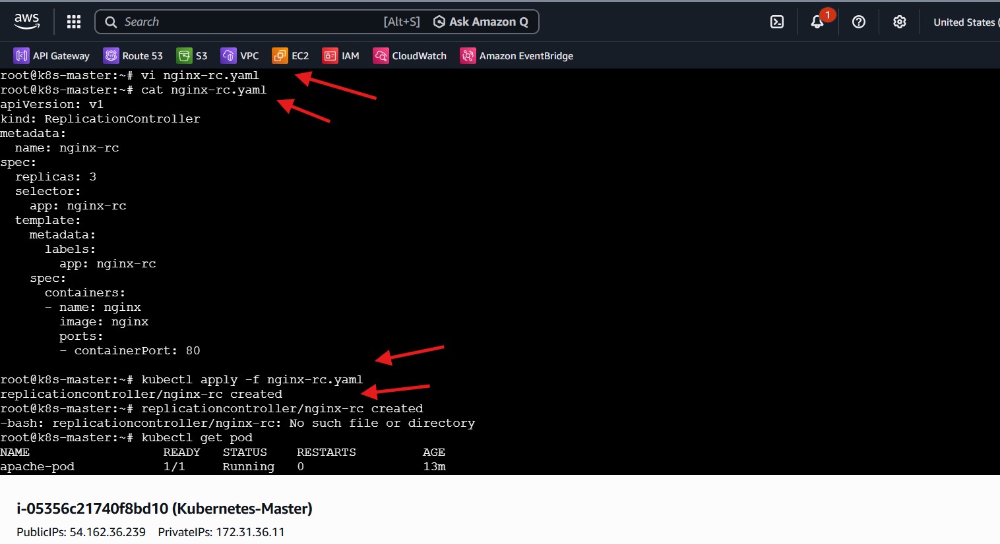 aws
Search [Alt+S] Ask Amazon Q 1 United States (
API Gateway Route 53 S3 VPC EC2 IAM CloudWatch Amazon EventBridge
root@k8s-master:~# vi nginx-rc.yaml
root@k8s-master:~# cat nginx-rc.yaml
apiVersion: v1
kind: ReplicationController
metadata:
  name: nginx-rc
spec:
  replicas: 3
  selector:
    app: nginx-rc
  template:
    metadata:
      labels:
        app: nginx-rc
    spec:
      containers:
      - name: nginx
        image: nginx
        ports:
        - containerPort: 80
root@k8s-master:~# kubectl apply -f nginx-rc.yaml
replicationcontroller/nginx-rc created
root@k8s-master:~# replicationcontroller/nginx-rc created
-bash: replicationcontroller/nginx-rc: No such file or directory
root@k8s-master:~# kubectl get pod
NAME                  READY   STATUS    RESTARTS         AGE
apache-pod            1/1     Running   0                13m
i-05356c21740f8bd10 (Kubernetes-Master)
PublicIPs: 54.162.36.239 PrivateIPs: 172.31.36.11